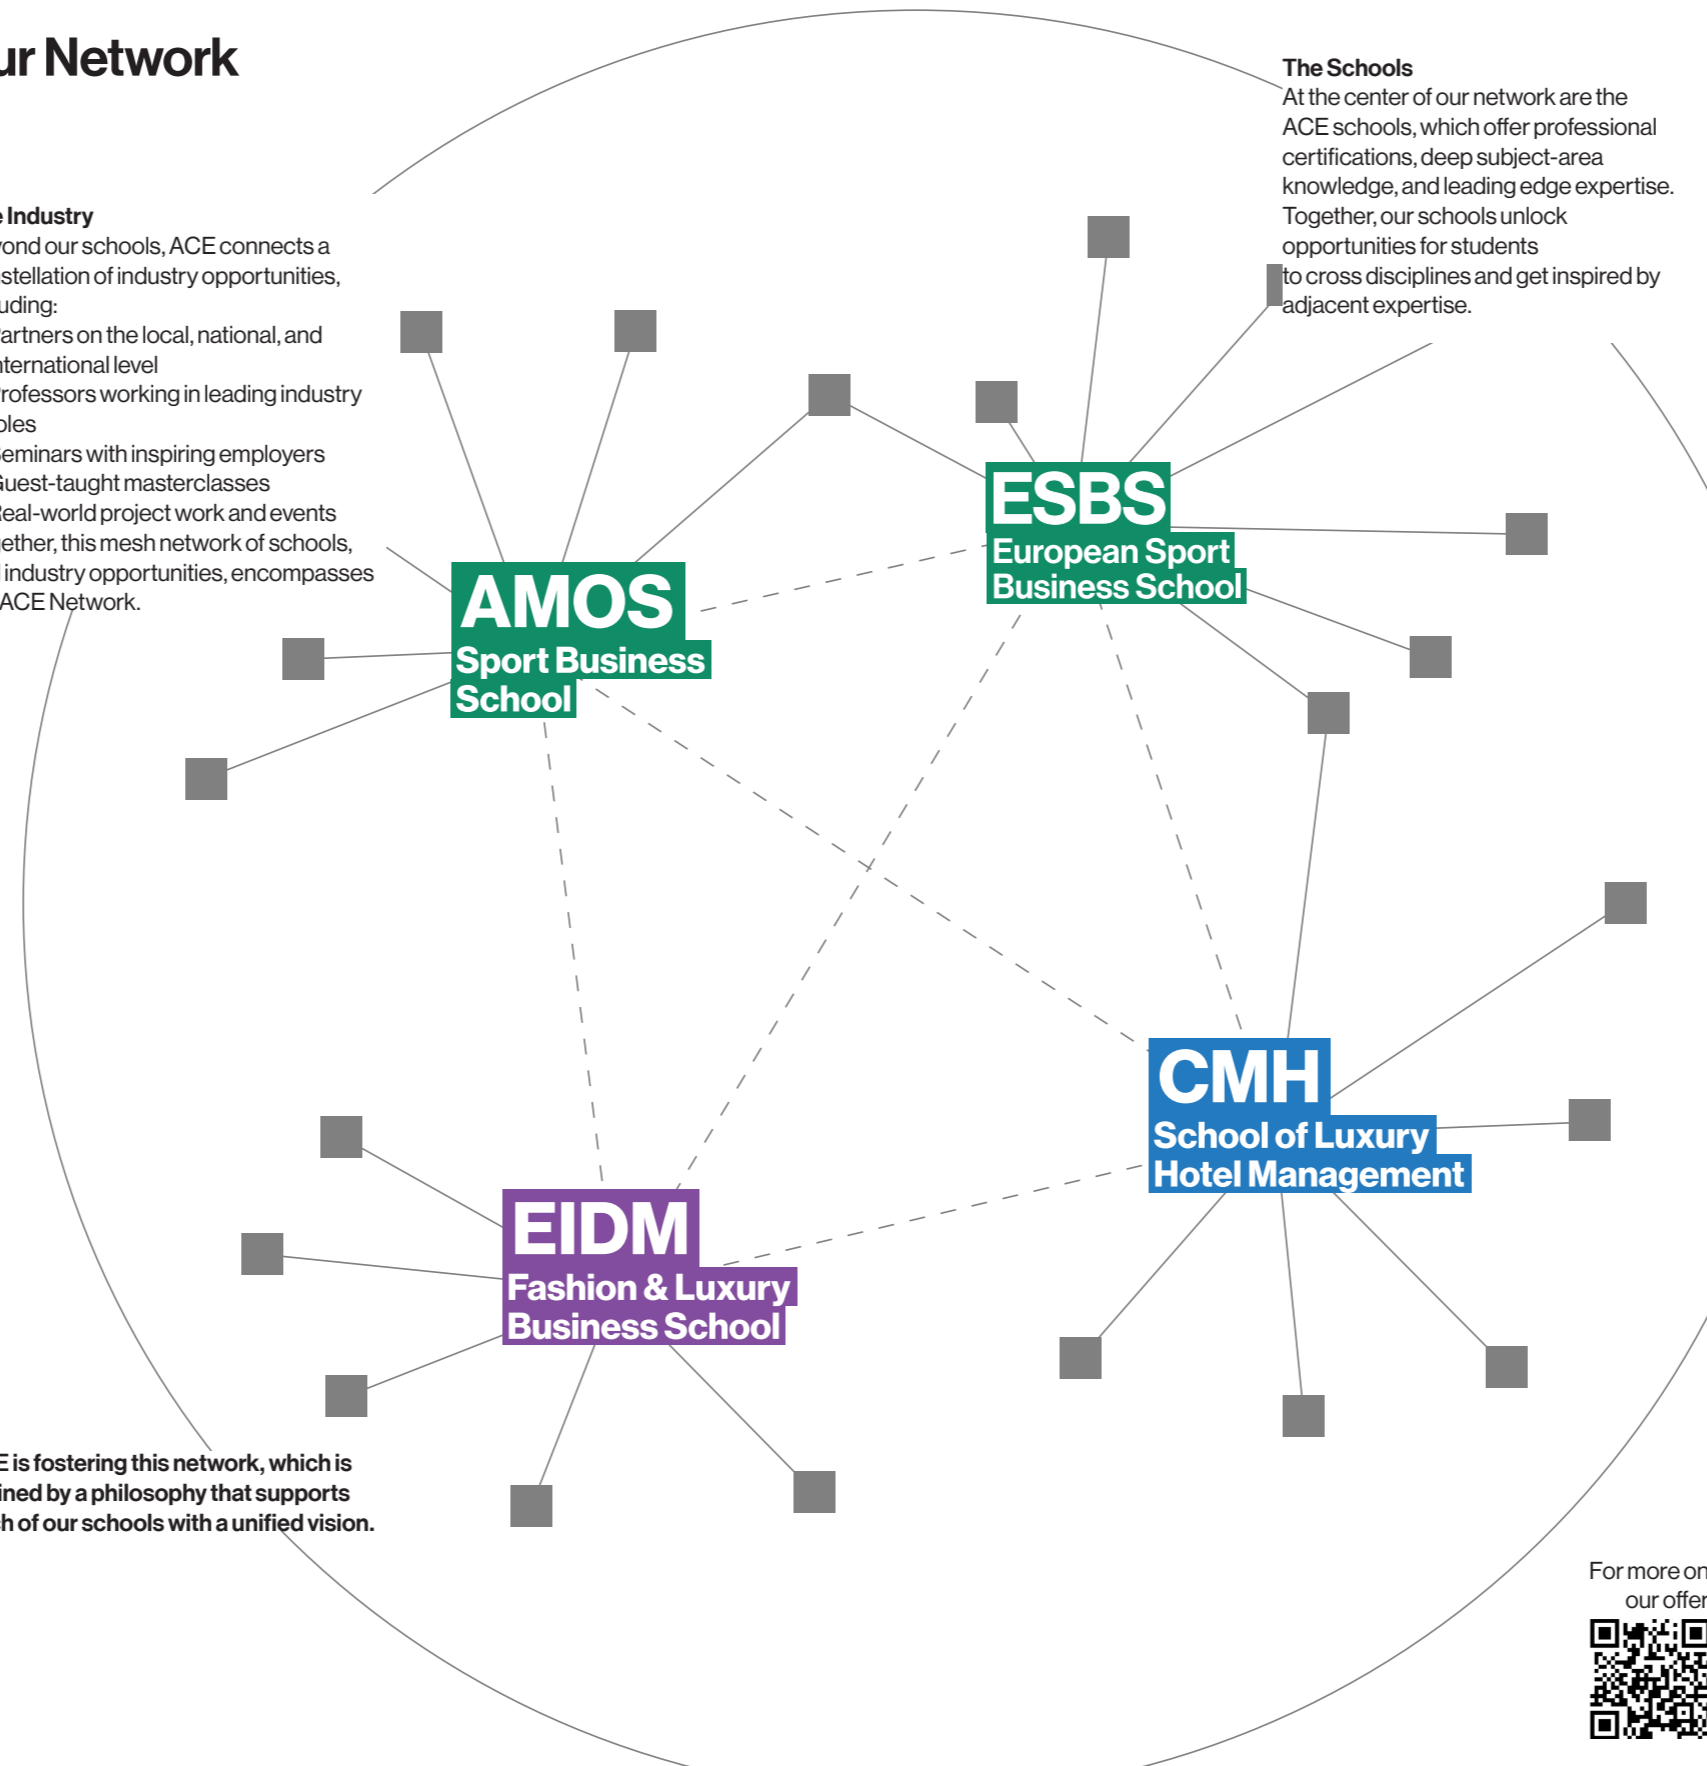 ur Network
The Schools
At the center of our network are the
ACE schools, which offer professional
certifications, deep subject-area
knowledge, and leading edge expertise.
Together, our schools unlock
opportunities for students
to cross disciplines and get inspired by
adjacent expertise.
e Industry
yond our schools, ACE connects a
stellation of industry opportunities,
uding:
artners on the local, national, and
nternational level
rofessors working in leading industry
oles
Seminars with inspiring employers
Guest-taught masterclasses
Real-world project work and events
gether, this mesh network of schools,
industry opportunities, encompasses
ACE Network.
ESBS
European Sport
Business School
AMOS
Sport Business
School
CMH
School of Luxury
Hotel Management
EIDM
Fashion & Luxury
Business School
E is fostering this network, which is
ined by a philosophy that supports
h of our schools with a unified vision.
For more on
our offer